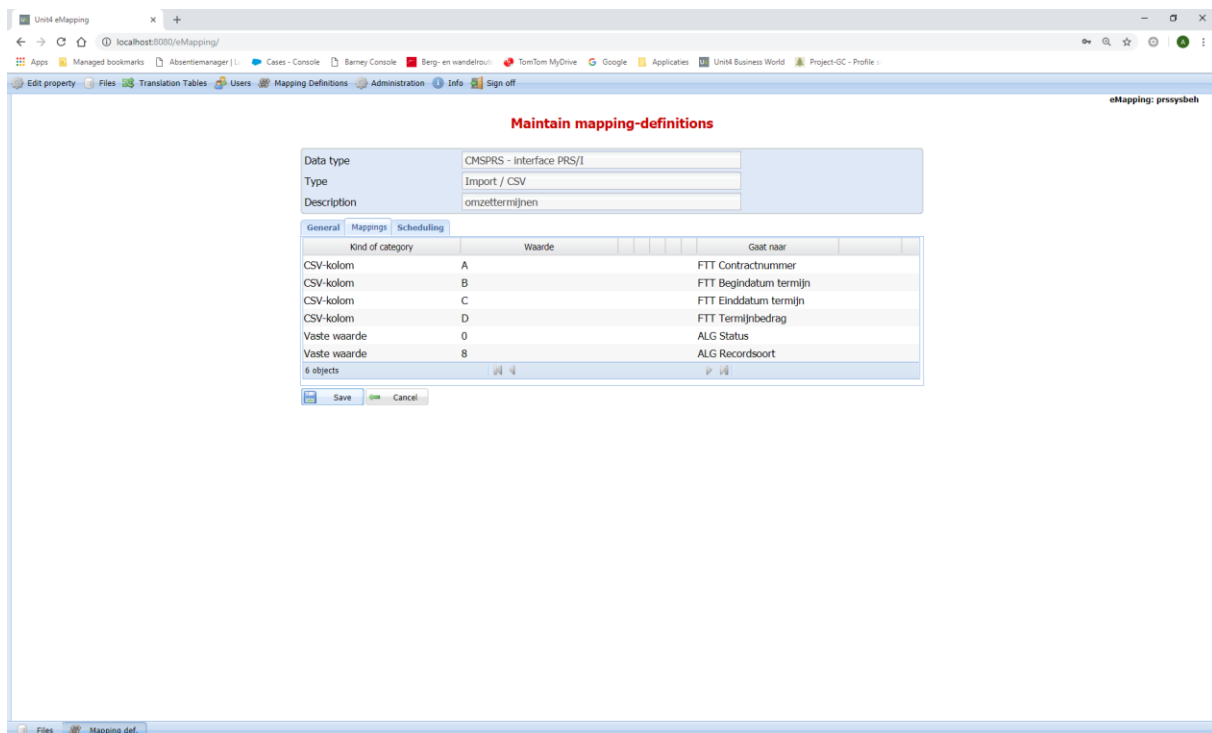 Unit4 eMapping
localhost:8080/eMapping/
Apps Managed bookmarks Absentiemanager | L Cases - Console Barney Console Berg- en wandelrout TomTom MyDrive Google Applicaties Unit4 Business World Project-GC - Profile
Edit property Files Translation Tables Users Mapping Definitions Administration Info Sign off
eMapping: prssysbeh
Maintain mapping-definitions
Data type CMSPRS - interface PRS/I
Type Import / CSV
Description omzettermijnen
General Mappings Scheduling
Kind of category Waarde Gaat naar
CSV-kolom A FTT Contractnummer
CSV-kolom B FTT Begindatum termijn
CSV-kolom C FTT Einddatum termijn
CSV-kolom D FTT Termijnbedrag
Vaste waarde 0 ALG Status
Vaste waarde 8 ALG Recordsoort
6 objects
Save Cancel
Files Mapping def.